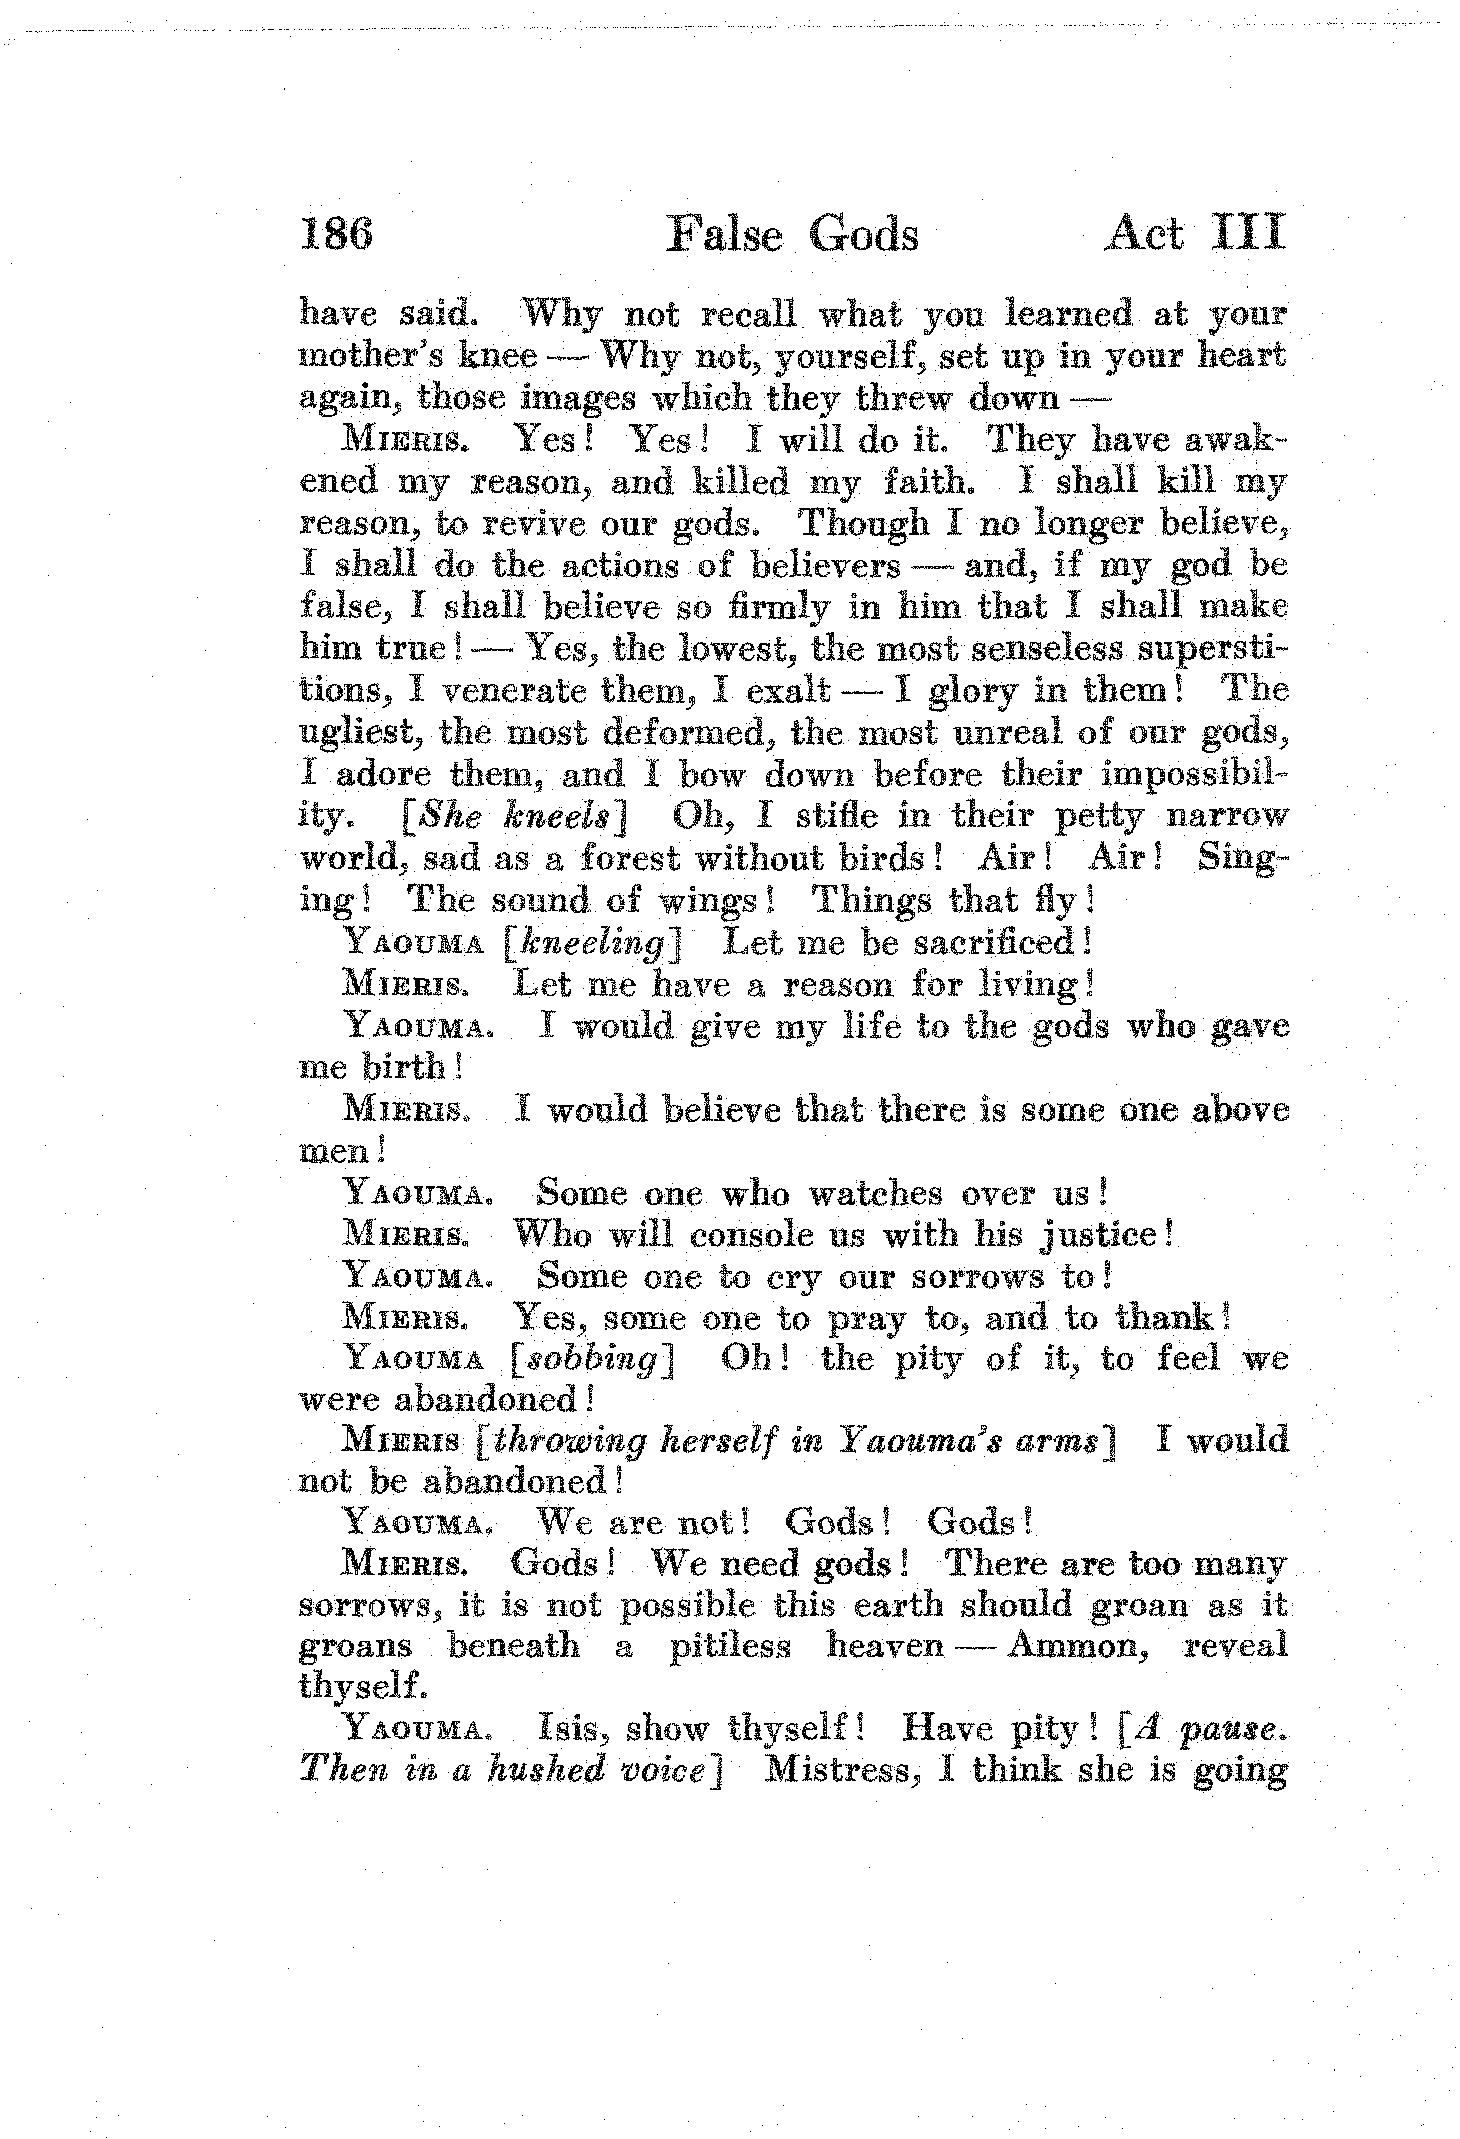 186 False Gods Act III
have said. Why not recall what you learned at your
mother's knee — Why not, yourself, set up in your heart
again, those images which they threw down —
MIERIS. Yes! Yes! I will do it. They have awak-
ened my reason, and killed my faith. I shall kill my
reason, to revive our gods. Though I no longer believe,
I shall do the actions of believers — and, if my god be
false, I shall believe so firmly in him that I shall make
him true! — Yes, the lowest, the most senseless supersti-
tions, I venerate them, I exalt — I glory in them! The
ugliest, the most deformed, the most unreal of our gods,
I adore them, and I bow down before their impossibil-
ity. [She kneels] Oh, I stifle in their petty narrow
world, sad as a forest without birds! Air! Air! Sing-
ing! The sound of wings! Things that fly!
YAOUMA [kneeling] Let me be sacrificed!
MIERIS. Let me have a reason for living!
YAOUMA. I would give my life to the gods who gave
me birth!
MIERIS. I would believe that there is some one above
men!
YAOUMA. Some one who watches over us!
MIERIS. Who will console us with his justice!
YAOUMA. Some one to cry our sorrows to!
MIERIS. Yes, some one to pray to, and to thank!
YAOUMA [sobbing] Oh! the pity of it, to feel we
were abandoned!
MIERIS [throwing herself in Yaouma's arms] I would
not be abandoned!
YAOUMA. We are not! Gods! Gods!
MIERIS. Gods! We need gods! There are too many
sorrows, it is not possible this earth should groan as it
groans beneath a pitiless heaven — Ammon, reveal
thyself.
YAOUMA. Isis, show thyself! Have pity! [A pause.
Then in a hushed voice] Mistress, I think she is going